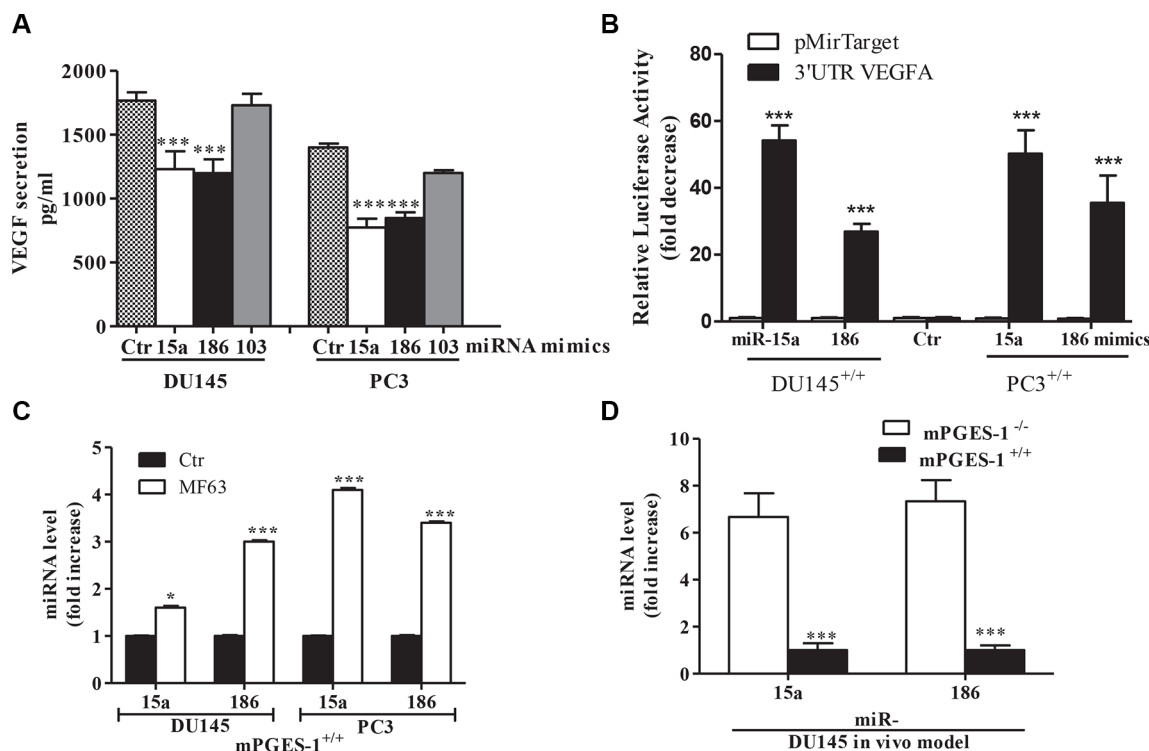 A
2000
1500
1000
500
0
VEGF secretion
pg/ml
***
***
***
***
Ctr 15a 186 103 Ctr 15a 186 103 miRNA mimics
DU145 PC3
B
pMirTarget
3'UTR VEGFA
80
60
40
20
0
Relative Luciferase Activity
(fold decrease)
***
***
***
***
miR-15a 186 Ctr 15a 186 mimics
DU145+/+ PC3+/+
C
Ctr
MF63
5
4
3
2
1
0
miRNA level
(fold increase)
*
***
***
***
15a 186 15a 186
DU145 PC3
mPGES-1+/+
D
mPGES-1 -/-
mPGES-1 +/+
10
8
6
4
2
0
miRNA level
(fold increase)
***
***
15a 186
miR-
DU145 in vivo model